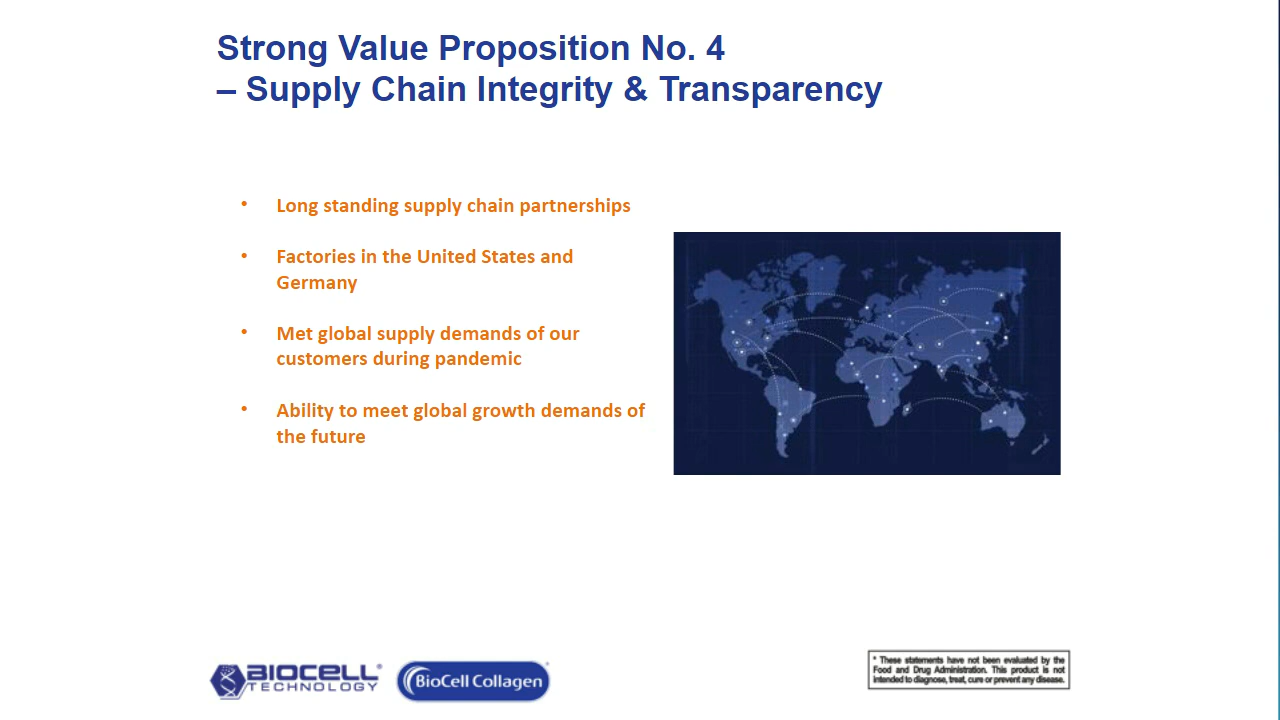 Strong Value Proposition No. 4
– Supply Chain Integrity & Transparency
• Long standing supply chain partnerships
• Factories in the United States and
Germany
• Met global supply demands of our
customers during pandemic
• Ability to meet global growth demands of
the future
BIOCELL®
TECHNOLOGY
BioCell Collagen®
* These statements have not been evaluated by the
Food and Drug Administration. This product is not
intended to diagnose, treat, cure or prevent any disease.